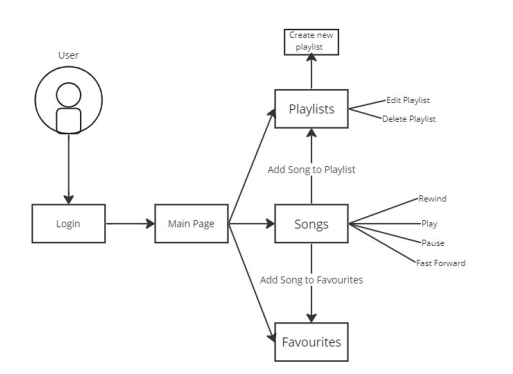 Create new
playlist
User
Playlists
Edit Playlist
Delete Playlist
Add Song to Playlist
Login
Main Page
Songs
Rewind
Play
Pause
Fast Forward
Add Song to Favourites
Favourites